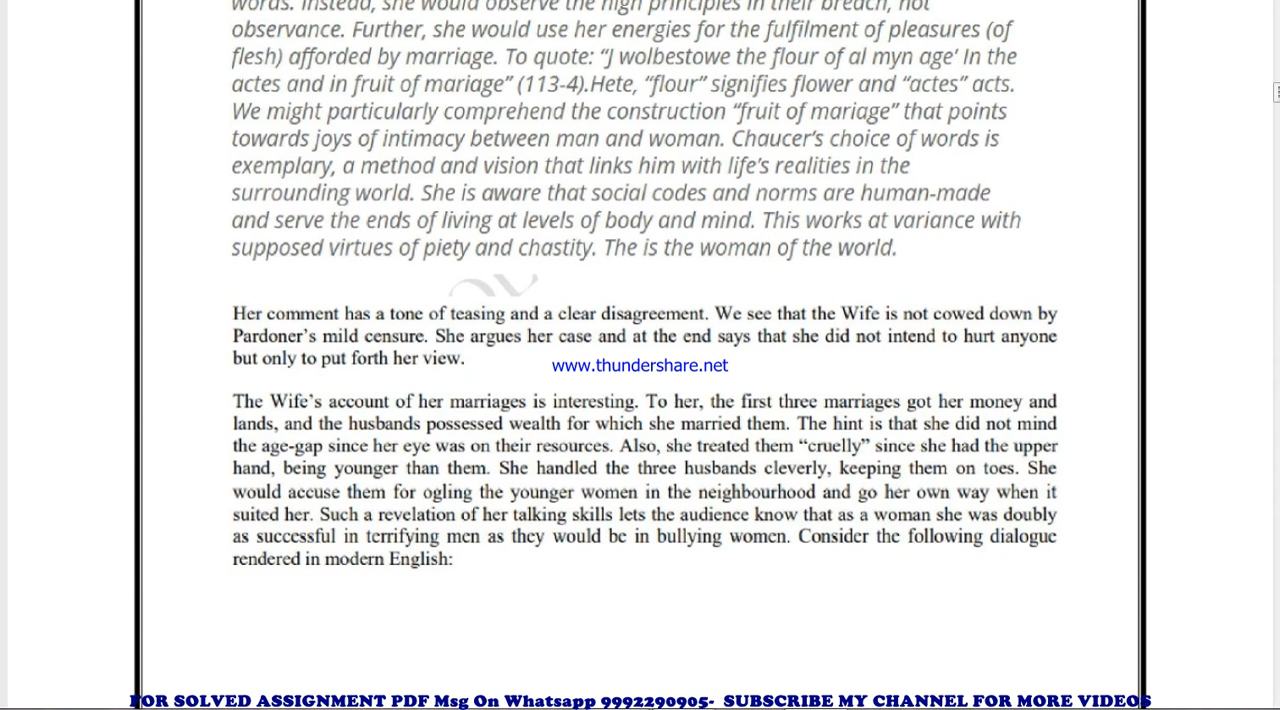 words. Instead, she would observe the high principles in their breach, not
observance. Further, she would use her energies for the fulfilment of pleasures (of
flesh) afforded by marriage. To quote: “J wolbestowe the flour of al myn age’ In the
actes and in fruit of mariage” (113-4).Hete, “flour” signifies flower and “actes” acts.
We might particularly comprehend the construction “fruit of mariage” that points
towards joys of intimacy between man and woman. Chaucer’s choice of words is
exemplary, a method and vision that links him with life’s realities in the
surrounding world. She is aware that social codes and norms are human-made
and serve the ends of living at levels of body and mind. This works at variance with
supposed virtues of piety and chastity. The is the woman of the world.
Her comment has a tone of teasing and a clear disagreement. We see that the Wife is not cowed down by
Pardoner’s mild censure. She argues her case and at the end says that she did not intend to hurt anyone
but only to put forth her view.
www.thundershare.net
The Wife’s account of her marriages is interesting. To her, the first three marriages got her money and
lands, and the husbands possessed wealth for which she married them. The hint is that she did not mind
the age-gap since her eye was on their resources. Also, she treated them “cruelly” since she had the upper
hand, being younger than them. She handled the three husbands cleverly, keeping them on toes. She
would accuse them for ogling the younger women in the neighbourhood and go her own way when it
suited her. Such a revelation of her talking skills lets the audience know that as a woman she was doubly
as successful in terrifying men as they would be in bullying women. Consider the following dialogue
rendered in modern English:
FOR SOLVED ASSIGNMENT PDF Msg On Whatsapp 9992290905- SUBSCRIBE MY CHANNEL FOR MORE VIDEOS